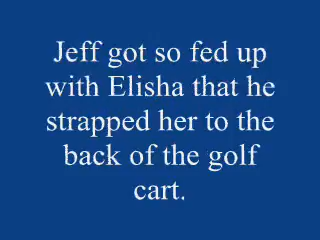 Jeff got so fed up
with Elisha that he
strapped her to the
back of the golf
cart.